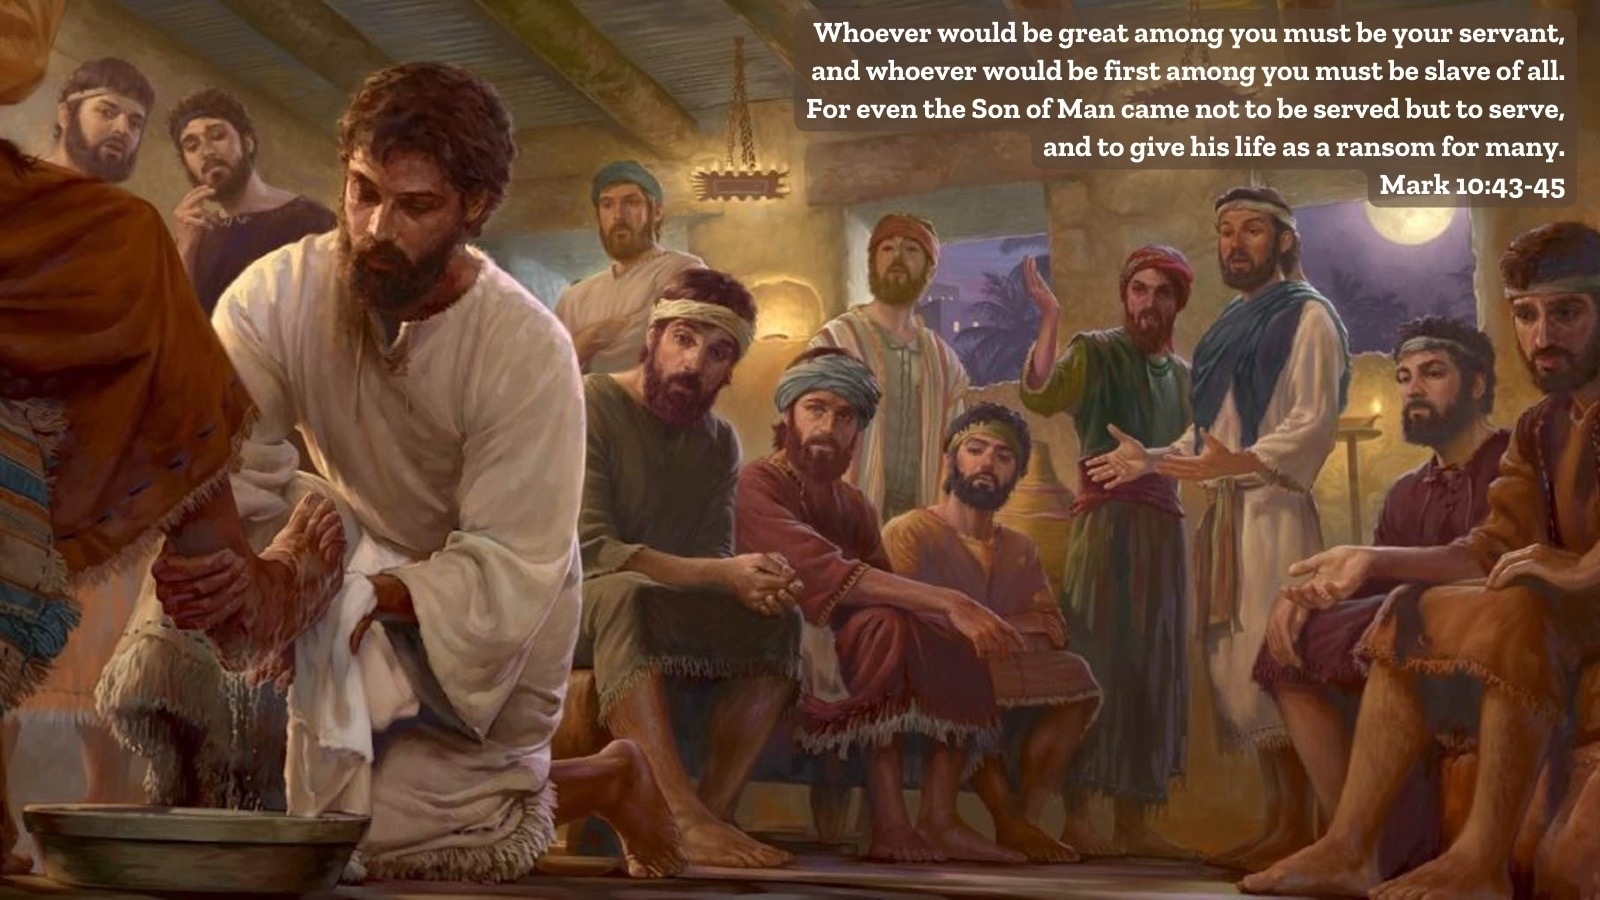 Whoever would be great among you must be your servant,
and whoever would be first among you must be slave of all.
For even the Son of Man came not to be served but to serve,
and to give his life as a ransom for many.
Mark 10:43-45